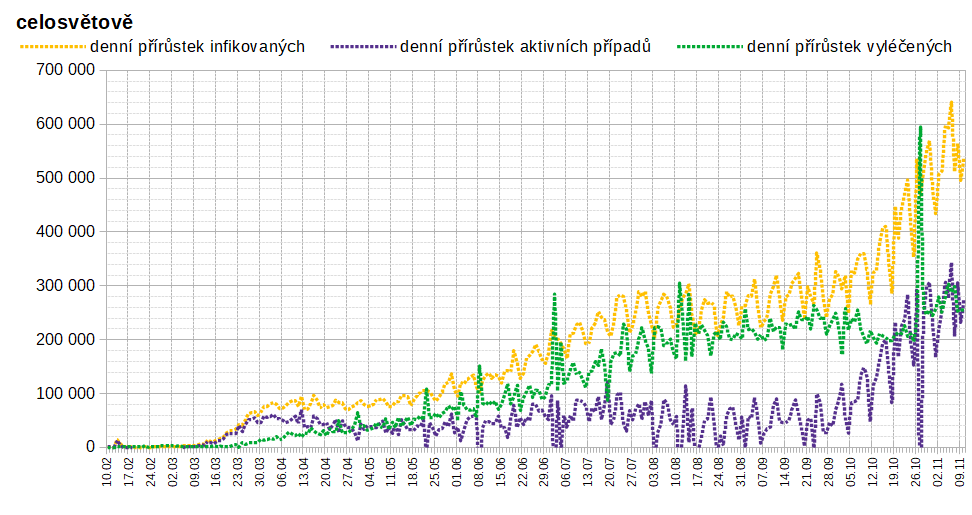 celosvětově
denní přírůstek infikovaných denní přírůstek aktivních případů denní přírůstek vyléčených
700 000
600 000
500 000
400 000
300 000
200 000
100 000
0
10.02 17.02 24.02 02.03 09.03 16.03 23.03 30.03 06.04 13.04 20.04 27.04 04.05 11.05 18.05 25.05 01.06 08.06 15.06 22.06 29.06 06.07 13.07 20.07 27.07 03.08 10.08 17.08 24.08 31.08 07.09 14.09 21.09 28.09 05.10 12.10 19.10 26.10 02.11 09.11